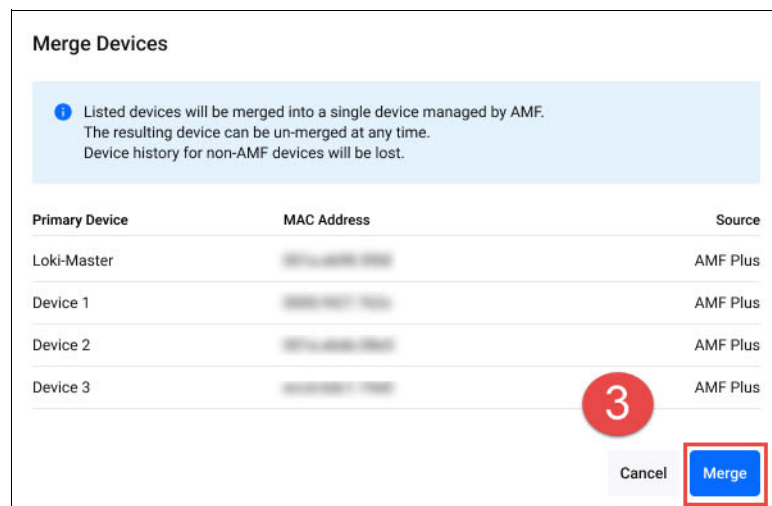 Merge Devices
Listed devices will be merged into a single device managed by AMF.
The resulting device can be un-merged at any time.
Device history for non-AMF devices will be lost.
Primary Device MAC Address Source
Loki-Master AMF Plus
Device 1 AMF Plus
Device 2 AMF Plus
Device 3 AMF Plus
3
Cancel Merge